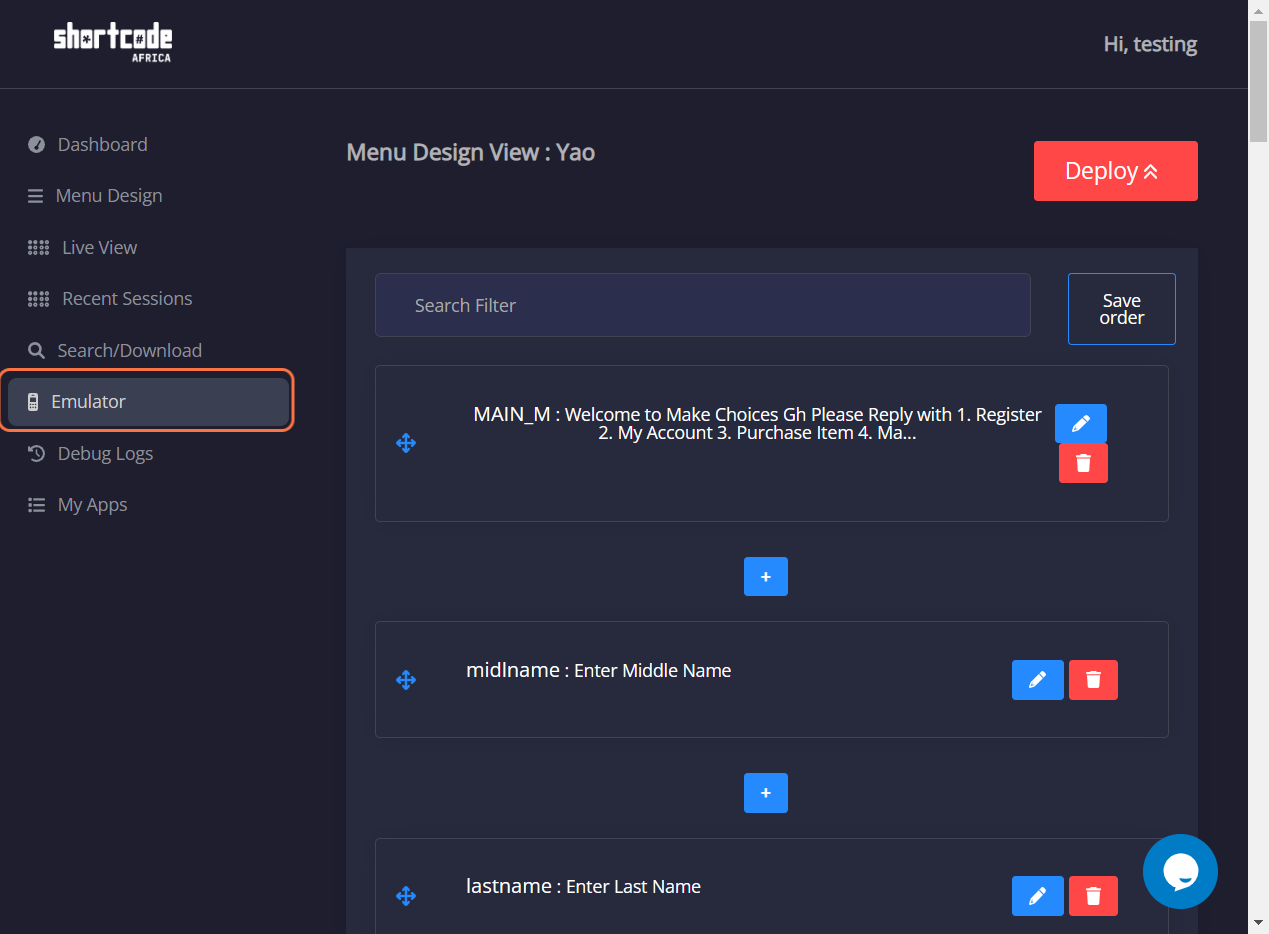 shortcode
AFRICA
Hi, testing
Dashboard
Menu Design
Live View
Recent Sessions
Search/Download
Emulator
Debug Logs
My Apps
Menu Design View : Yao
Deploy
Search Filter
Save
order
MAIN_M : Welcome to Make Choices Gh Please Reply with 1. Register
2. My Account 3. Purchase Item 4. Ma...
+
midlname : Enter Middle Name
+
lastname : Enter Last Name